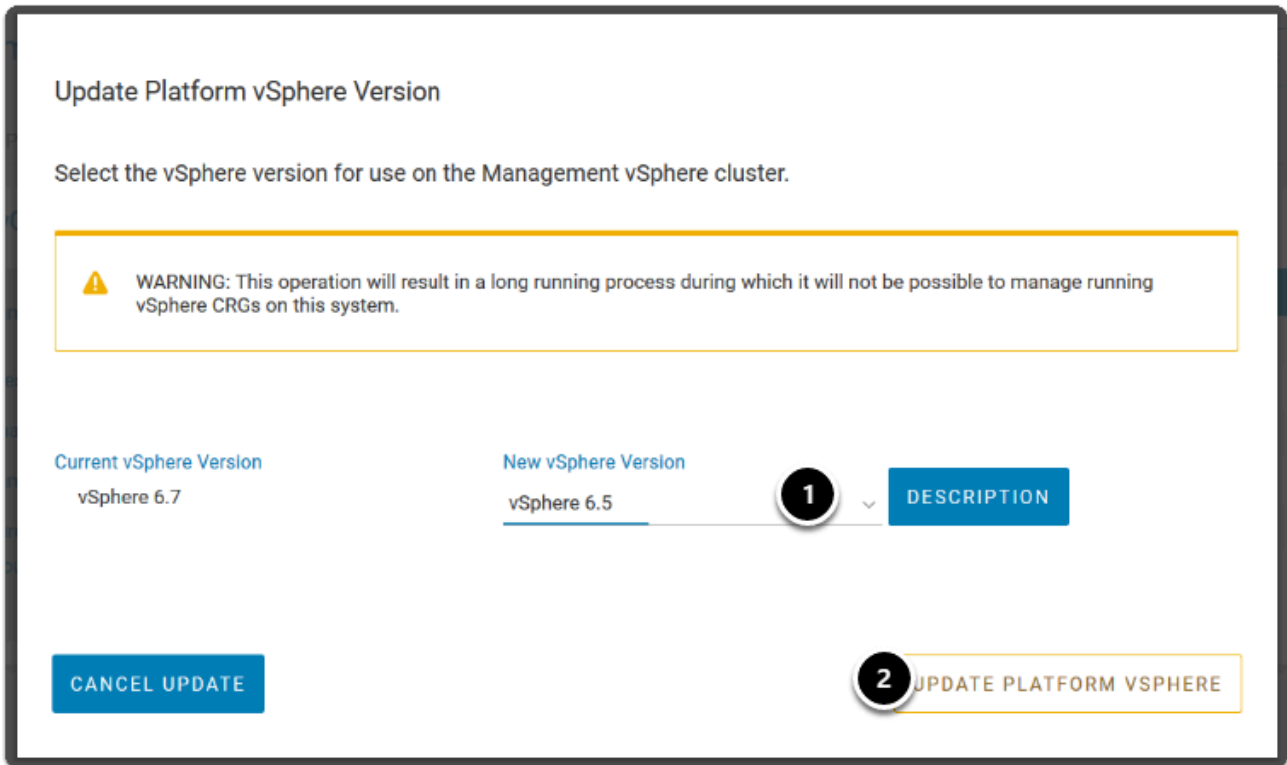 Update Platform vSphere Version
Select the vSphere version for use on the Management vSphere cluster.
WARNING: This operation will result in a long running process during which it will not be possible to manage running
vSphere CRGs on this system.
Current vSphere Version
vSphere 6.7
New vSphere Version
vSphere 6.5
1
DESCRIPTION
CANCEL UPDATE
2
UPDATE PLATFORM VSPHERE